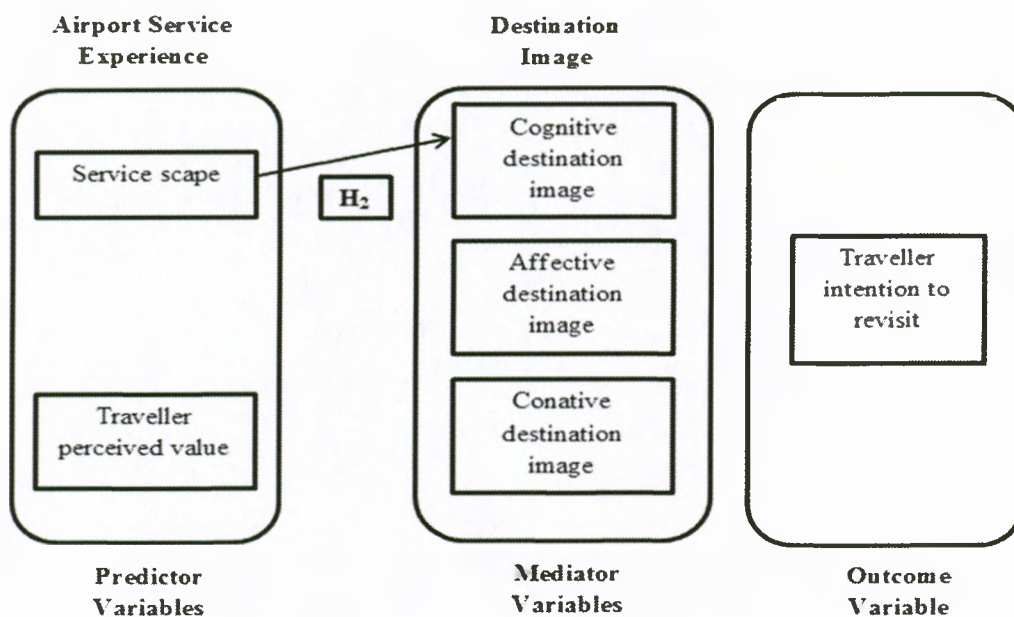 Airport Service
Experience
Destination
Image
Service scape
H₂
Traveller
perceived value
Cognitive
destination
image
Affective
destination
image
Conative
destination
image
Traveller
intention to
revisit
Predictor
Variables
Mediator
Variables
Outcome
Variable